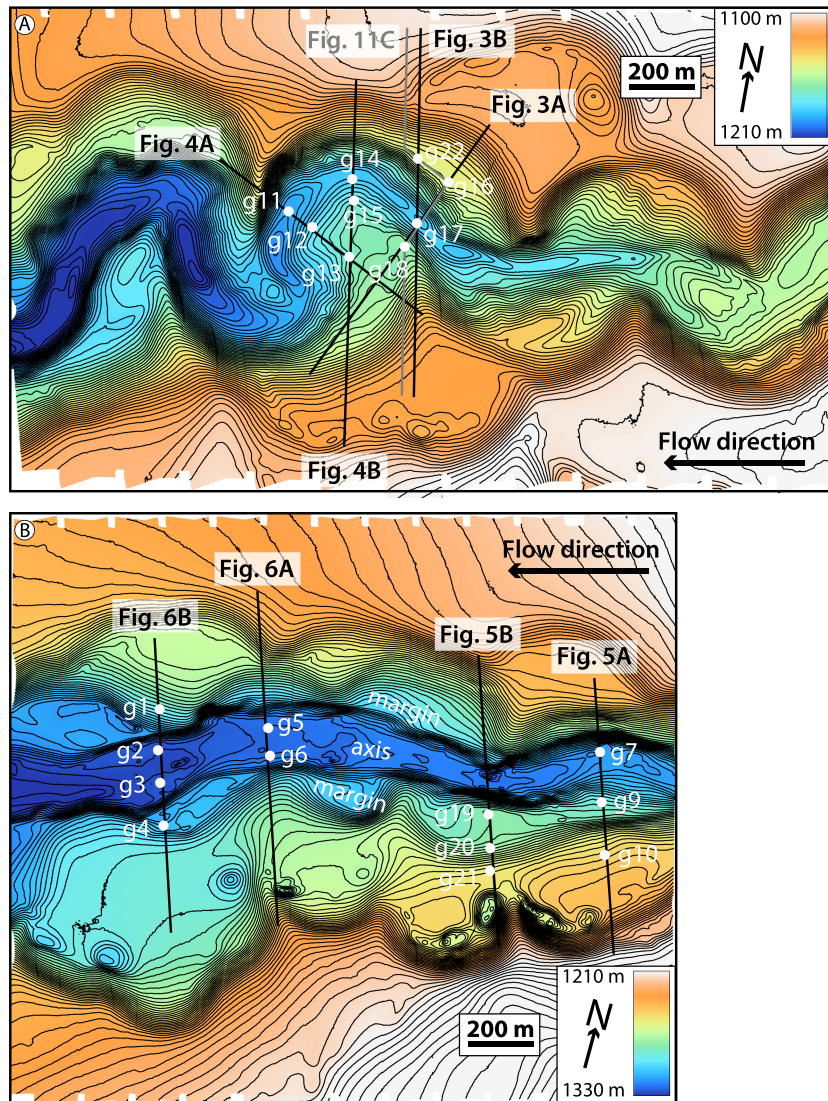 A
Fig. 11C
Fig. 3B
1100 m
200 m
N
1210 m
Fig. 3A
Fig. 4A
g14
g22
g16
g11
g15
g12
g17
g13
g18
Flow direction
Fig. 4B
B
Flow direction
Fig. 6A
Fig. 6B
Fig. 5B
Fig. 5A
g1
margin
g5
g2
axis
g7
g6
g3
margin
g9
g4
g19
g20
g10
g21
1210 m
N
200 m
1330 m